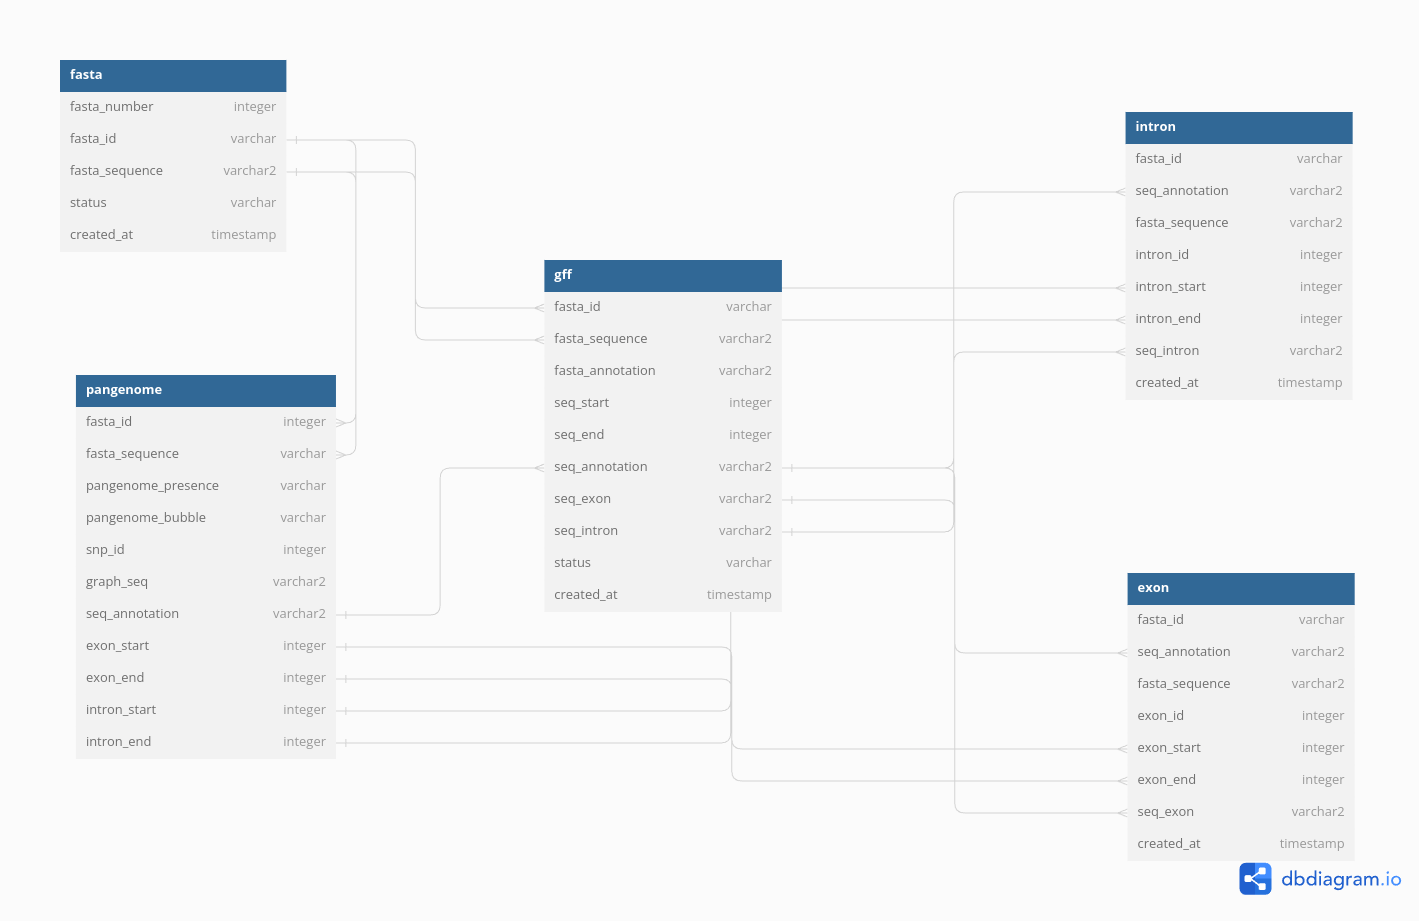 fasta
fasta_number integer
fasta_id varchar
fasta_sequence varchar2
status varchar
created_at timestamp
pangenome
fasta_id integer
fasta_sequence varchar
pangenome_presence varchar
pangenome_bubble varchar
snp_id integer
graph_seq varchar2
seq_annotation varchar2
exon_start integer
exon_end integer
intron_start integer
intron_end integer
gff
fasta_id varchar
fasta_sequence varchar2
fasta_annotation varchar2
seq_start integer
seq_end integer
seq_annotation varchar2
seq_exon varchar2
seq_intron varchar2
status varchar
created_at timestamp
intron
fasta_id varchar
seq_annotation varchar2
fasta_sequence varchar2
intron_id integer
intron_start integer
intron_end integer
seq_intron varchar2
created_at timestamp
exon
fasta_id varchar
seq_annotation varchar2
fasta_sequence varchar2
exon_id integer
exon_start integer
exon_end integer
seq_exon varchar2
created_at timestamp
dbdiagram.io